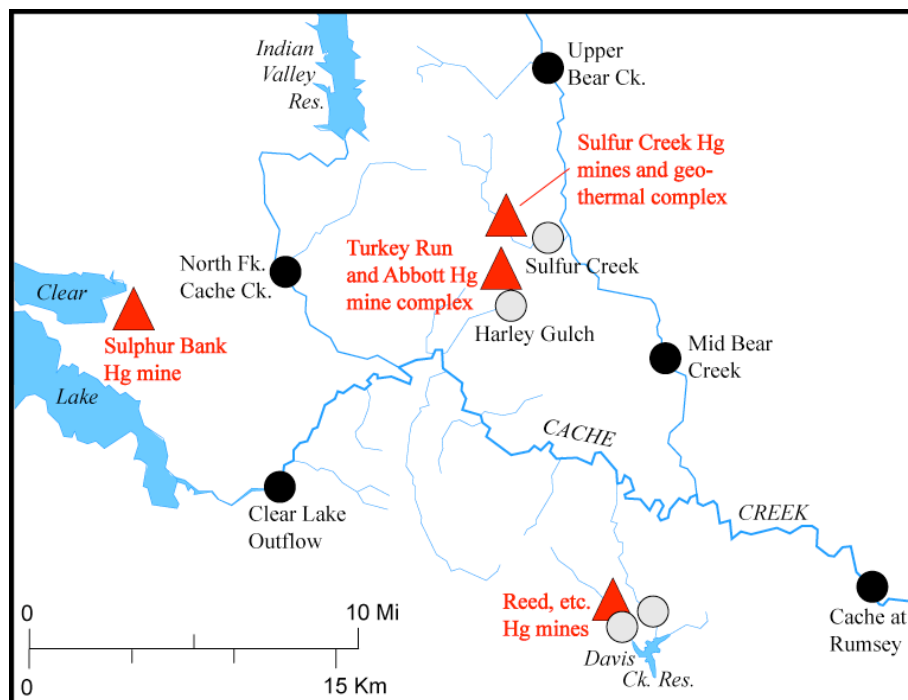 Indian
Valley
Res.
Upper
Bear Ck.
Sulfur Creek Hg
mines and geo-
thermal complex
North Fk.
Cache Ck.
Turkey Run
and Abbott Hg
mine complex
Sulfur Creek
Clear
Sulphur Bank
Hg mine
Harley Gulch
Mid Bear
Creek
Lake
CACHE
Clear Lake
Outflow
CREEK
0
10 Mi
Reed, etc.
Hg mines
Cache at
Rumsey
Davis
Ck. Res.
0
15 Km